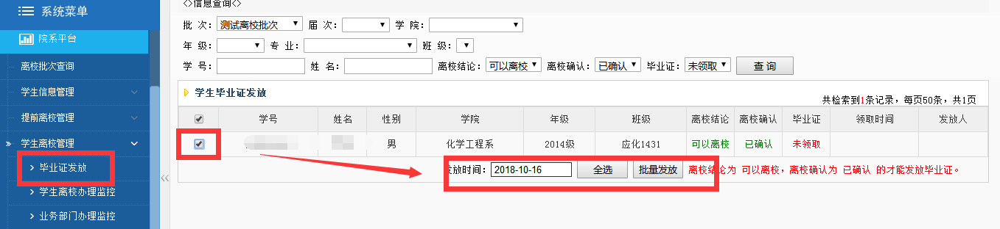 系统菜单
院系平台
离校批次查询
学生信息管理
提前离校管理
学生离校管理
毕业证发放
学生离校办理监控
业务部门办理监控
信息查询
批 次: 测试离校批次 届 次: 学 院:
年 级: 专 业: 班 级:
学 号: 姓 名: 离校结论: 可以离校 离校确认: 已确认 毕业证: 未领取 查 询
学生毕业证发放
共检索到1条记录，每页50条，共1页
学号 姓名 性别 学院 年级 班级 离校结论 离校确认 毕业证 领取时间 发放人
男 化学工程系 2014级 应化1431 可以离校 已确认 未领取
发放时间: 2018-10-16 全选 批量发放 离校结论为 可以离校，离校确认为 已确认 的才能发放毕业证。